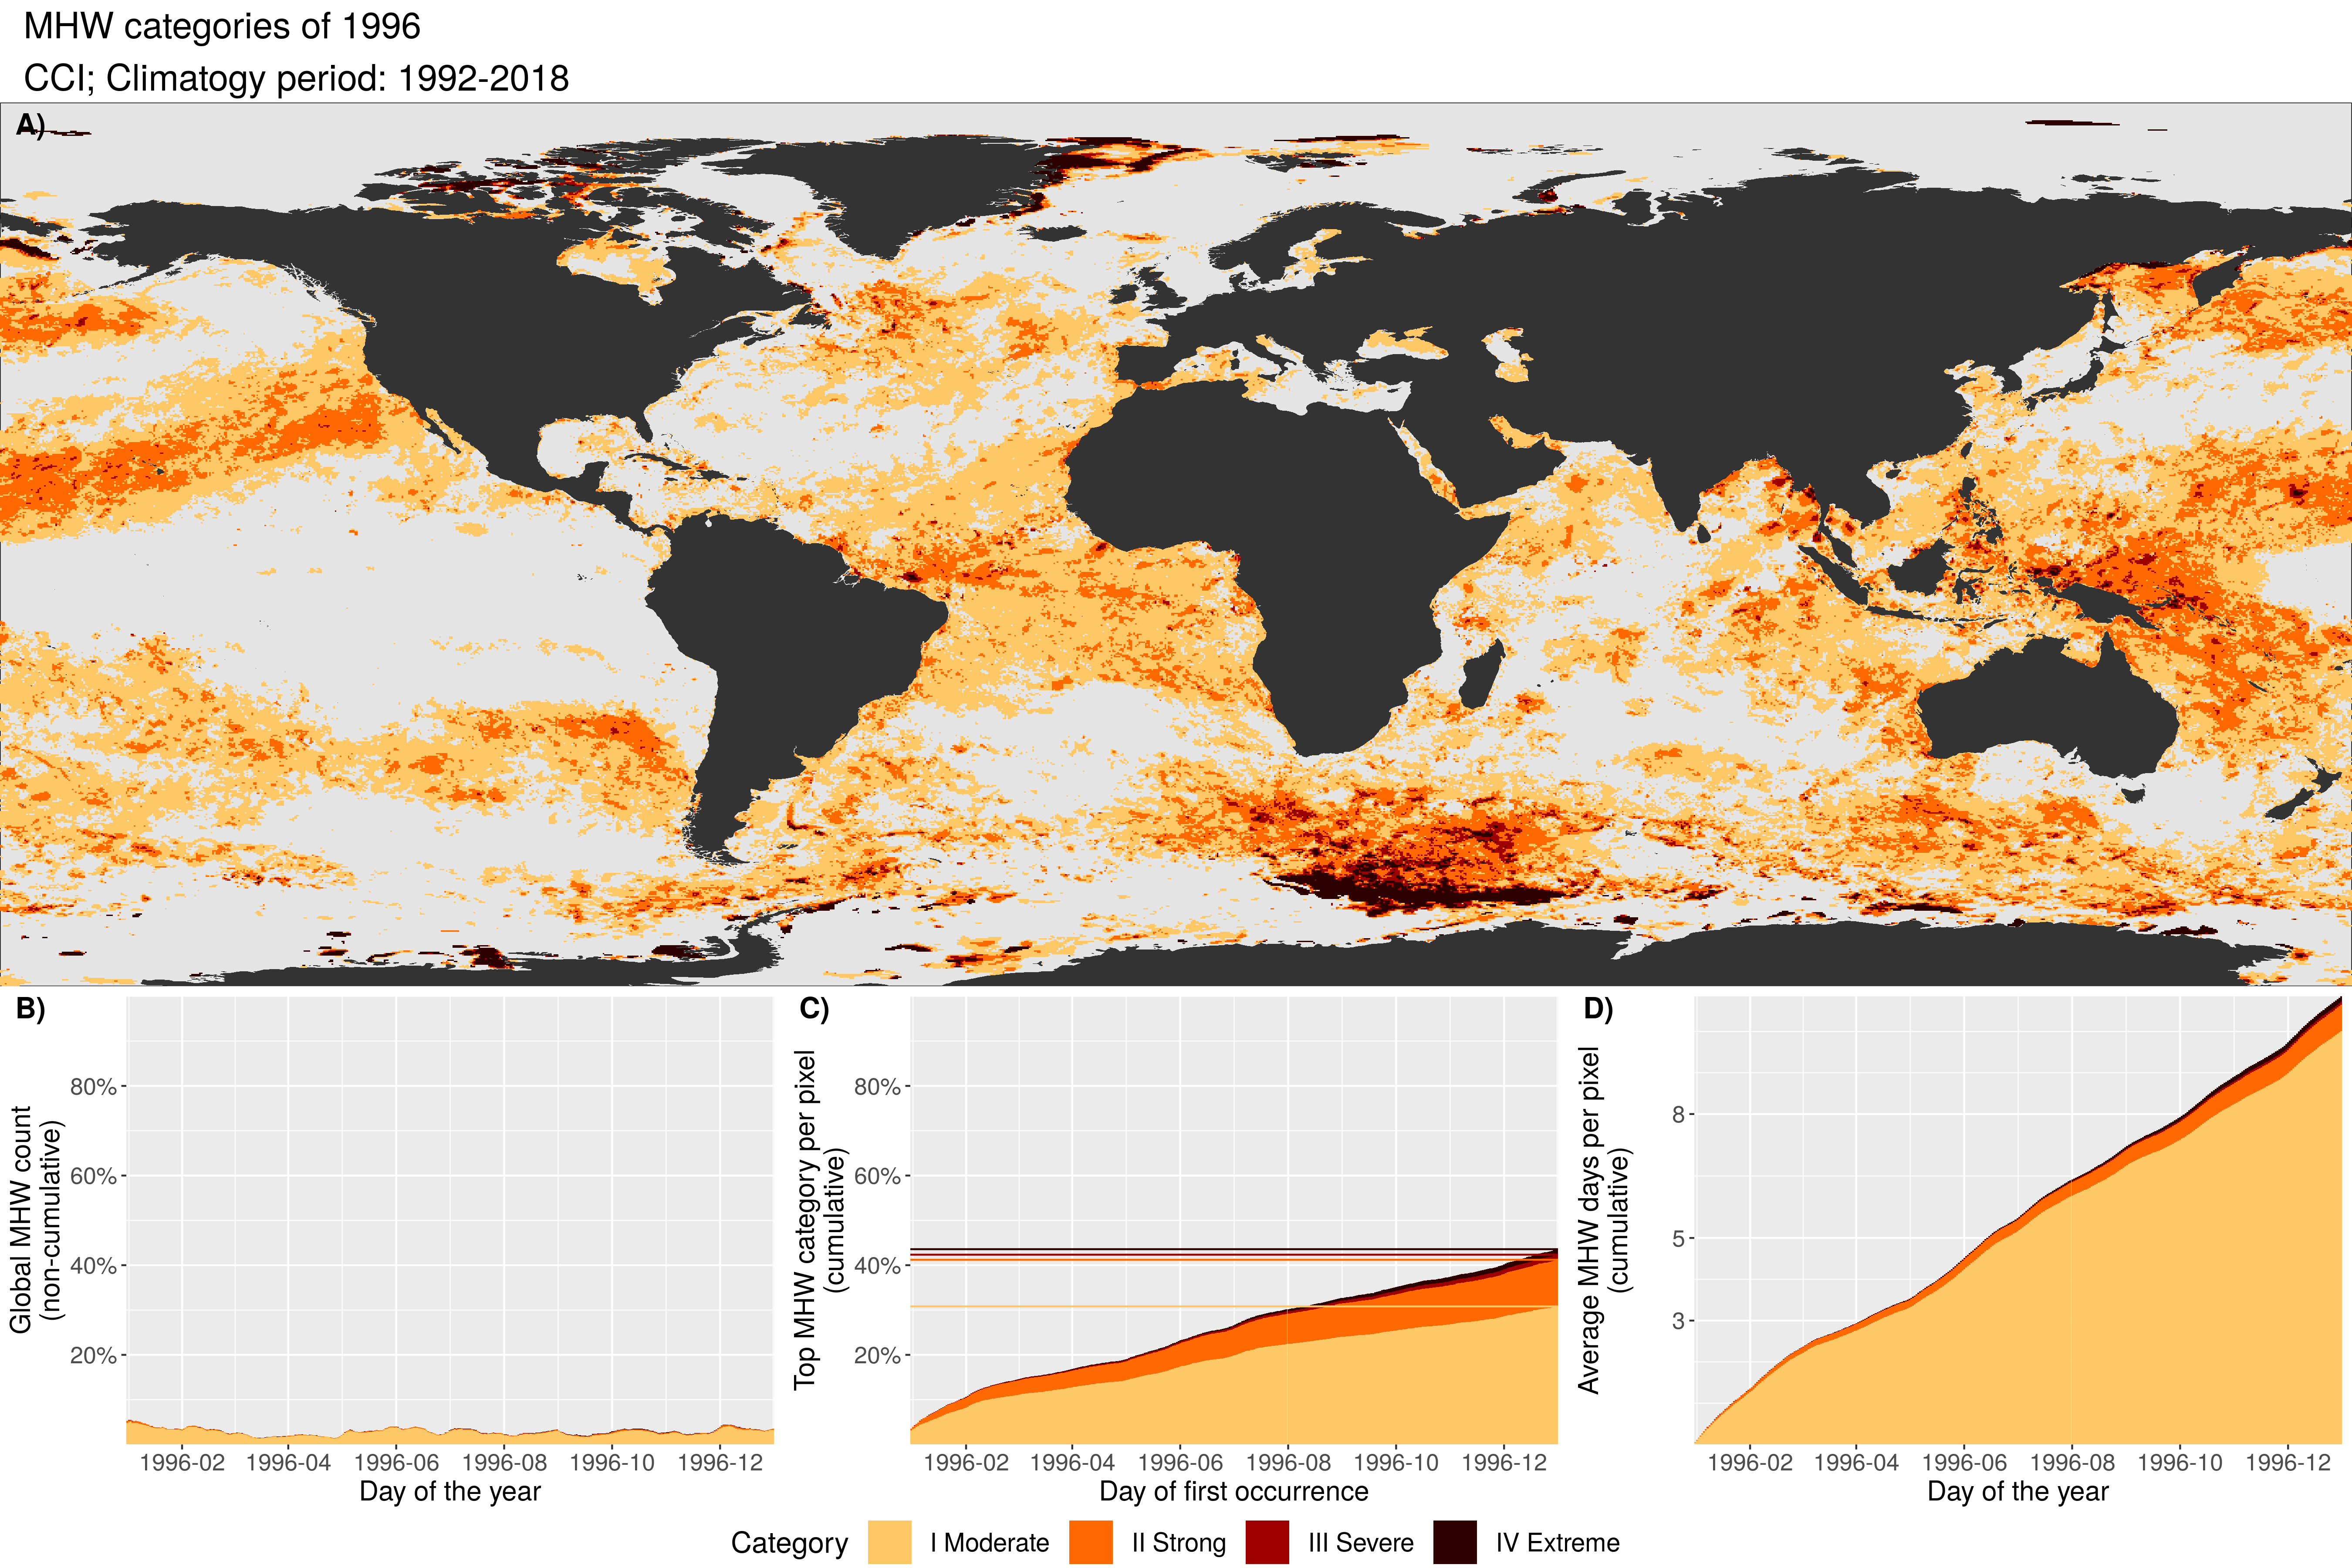 MHW categories of 1996
CCI; Climatogy period: 1992-2018
A)
B)
Global MHW count
(non-cumulative)
80%
60%
40%
20%
1996-02 1996-04 1996-06 1996-08 1996-10 1996-12
Day of the year
C)
Top MHW category per pixel
(cumulative)
80%
60%
40%
20%
1996-02 1996-04 1996-06 1996-08 1996-10 1996-12
Day of first occurrence
D)
Average MHW days per pixel
(cumulative)
8
5
3
1996-02 1996-04 1996-06 1996-08 1996-10 1996-12
Day of the year
Category I Moderate II Strong III Severe IV Extreme